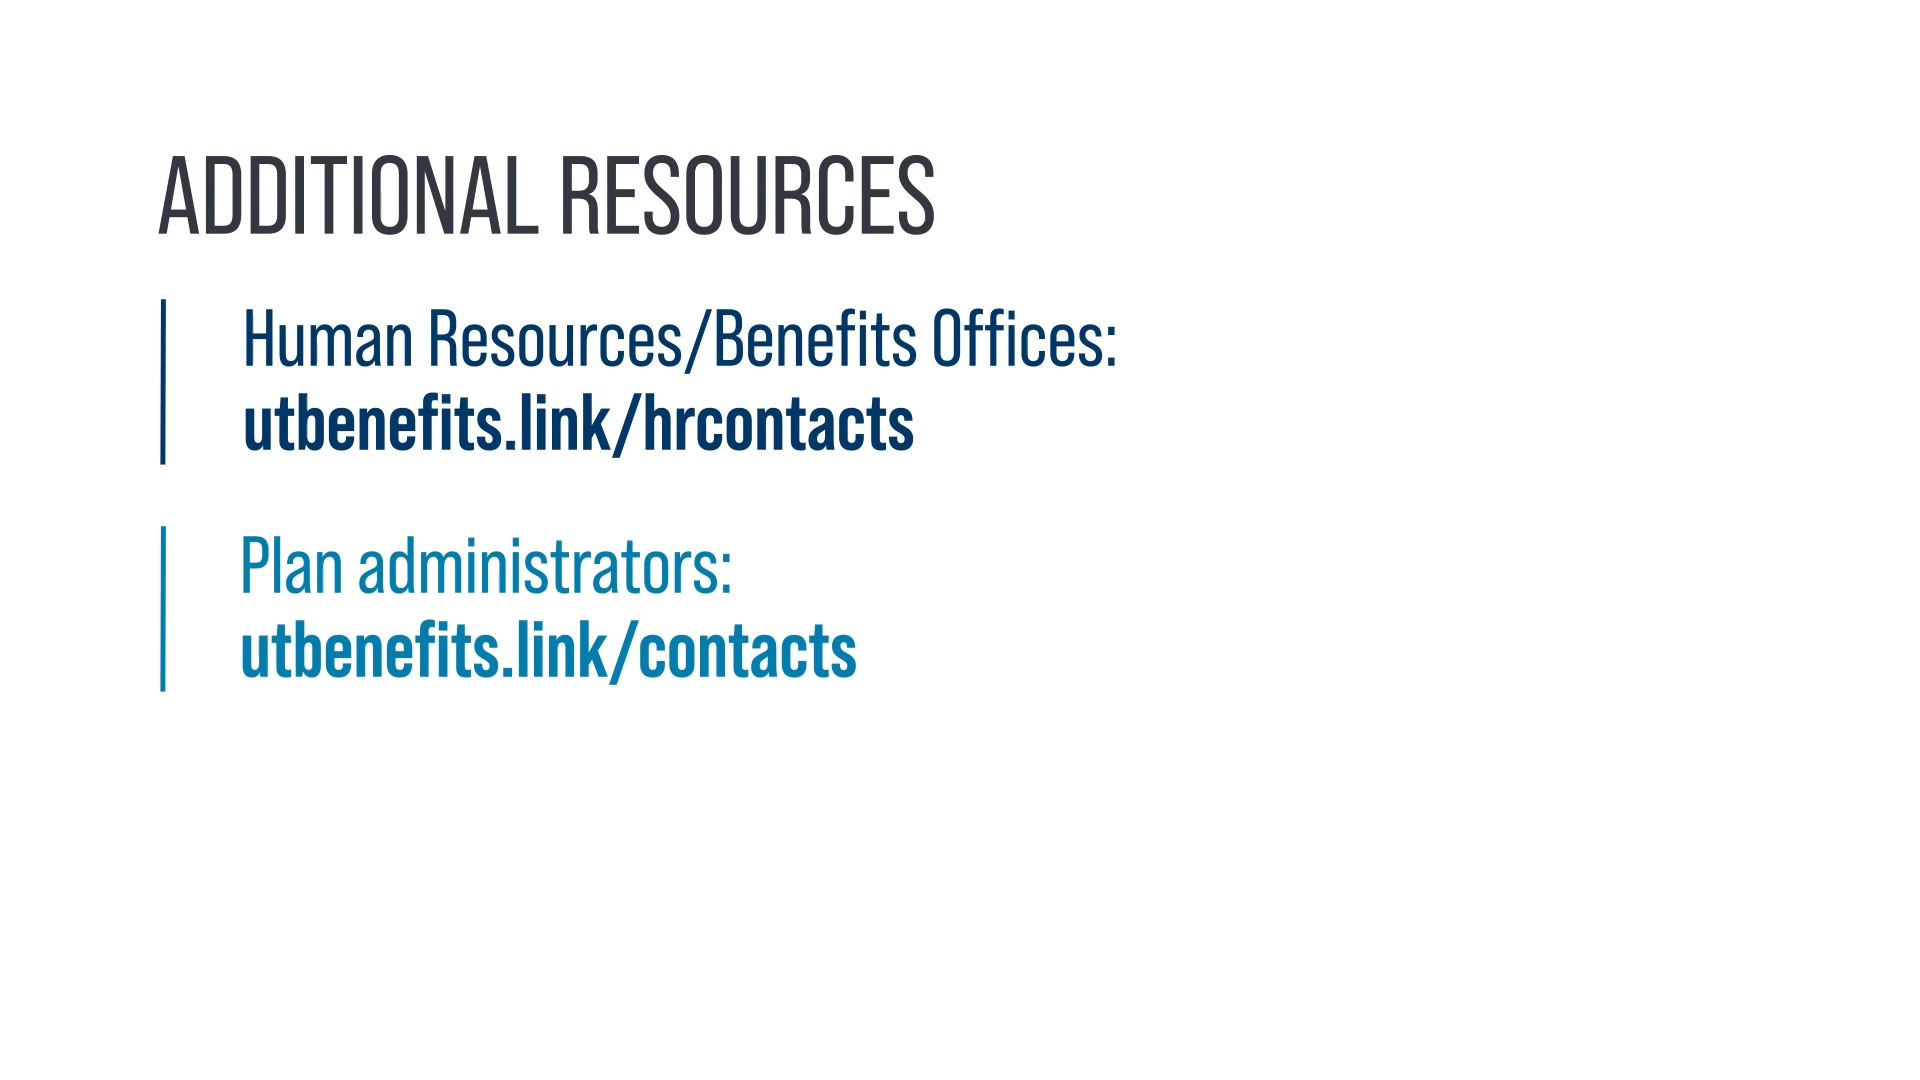 ADDITIONAL RESOURCES
Human Resources/Benefits Offices:
utbenefits.link/hrcontacts
Plan administrators:
utbenefits.link/contacts